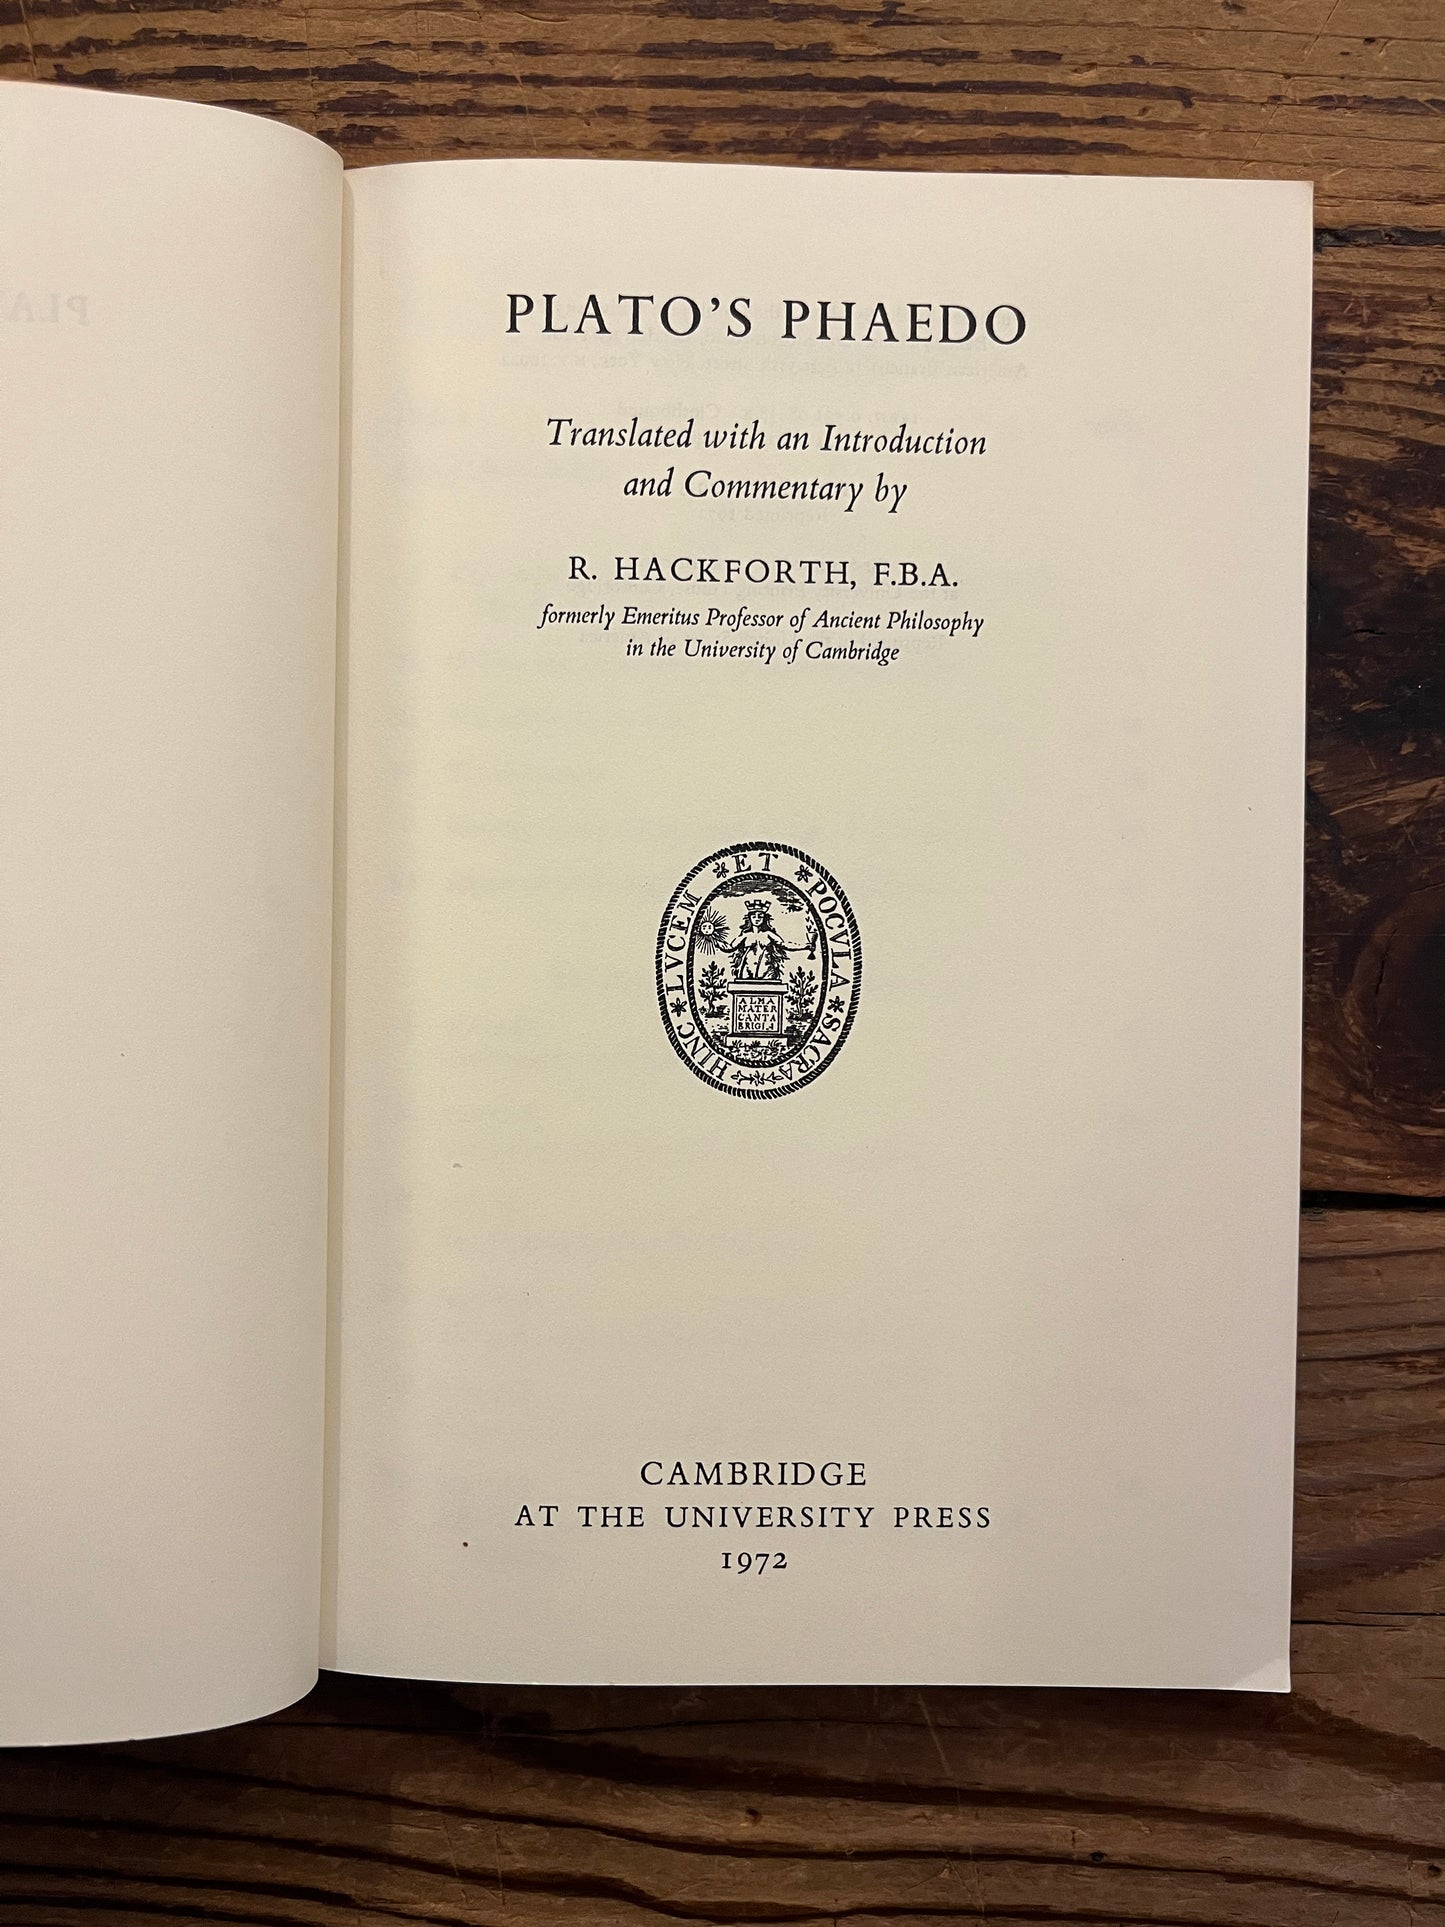 PLATO'S PHAEDO
Translated with an Introduction
and Commentary by
R. HACKFORTH, F.B.A.
formerly Emeritus Professor of Ancient Philosophy
in the University of Cambridge
HINC LVCEM ET POCVLA SACRA
ALMA
MATER
CANTA
BRIGIA
CAMBRIDGE
AT THE UNIVERSITY PRESS
1972